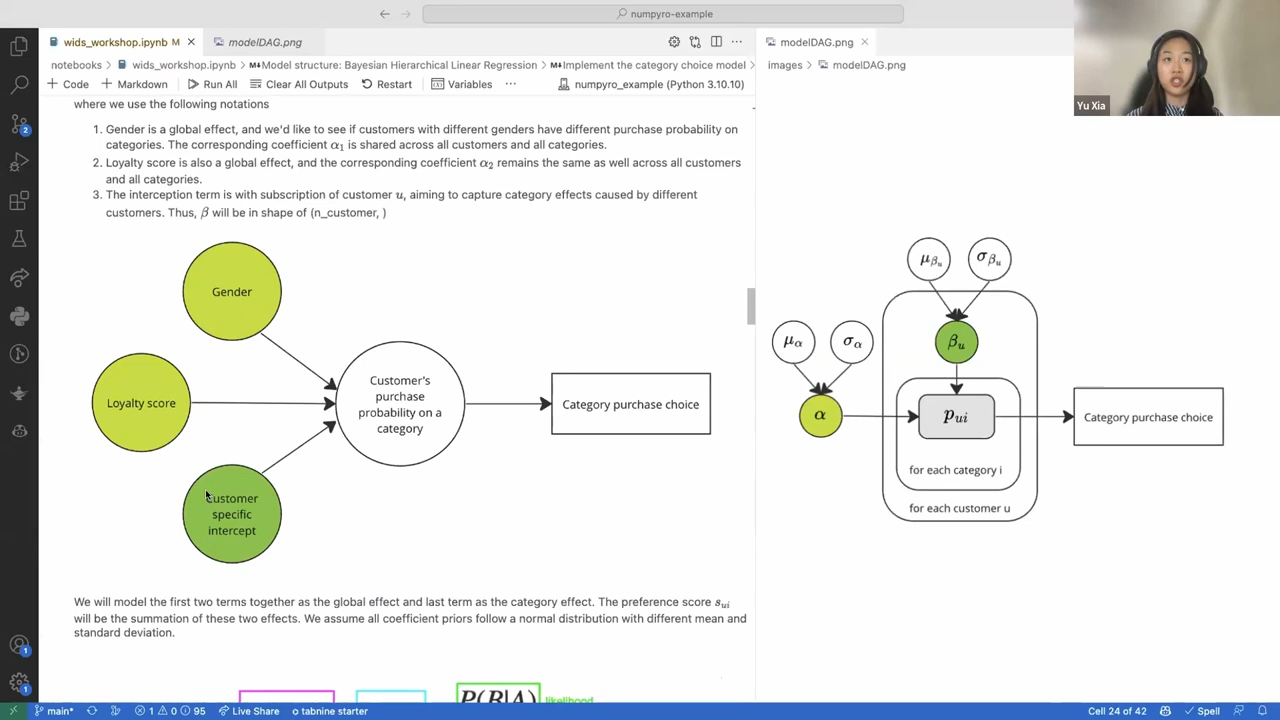 numpyro-example
wids_workshop.ipynb M
modelDAG.png
modelDAG.png
notebooks > wids_workshop.ipynb > Model structure: Bayesian Hierarchical Linear Regression > Implement the category choice model >
images > modelDAG.png
+ Code + Markdown Run All Clear All Outputs Restart Variables ... numpyro_example (Python 3.10.10)
Yu Xia
where we use the following notations
1. Gender is a global effect, and we'd like to see if customers with different genders have different purchase probability on
categories. The corresponding coefficient α1 is shared across all customers and all categories.
2. Loyalty score is also a global effect, and the corresponding coefficient α2 remains the same as well across all customers
and all categories.
3. The interception term is with subscription of customer u, aiming to capture category effects caused by different
customers. Thus, β will be in shape of (n_customer, )
Gender
Loyalty score
Customer
specific
intercept
Customer's
purchase
probability on a
category
Category purchase choice
μβu
σβu
μα
σα
βu
α
pui
for each category i
for each customer u
Category purchase choice
We will model the first two terms together as the global effect and last term as the category effect. The preference score sui
will be the summation of these two effects. We assume all coefficient priors follow a normal distribution with different mean and
standard deviation.
P(B|A) likelihood
2
1
1
main* 1 0 95 Live Share tabnine starter
Cell 24 of 42 Spell